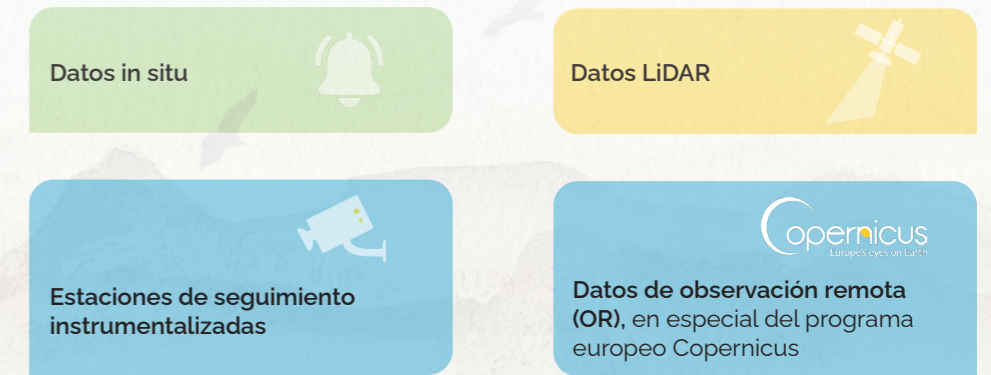 Datos in situ
Datos LiDAR
Estaciones de seguimiento
instrumentalizadas
Copernicus
Europe's eyes on Earth
Datos de observación remota
(OR), en especial del programa
europeo Copernicus